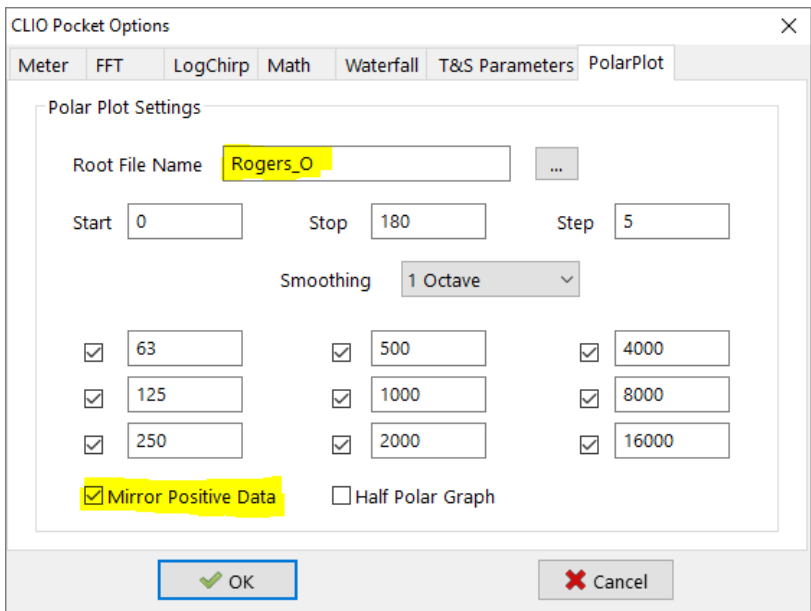 CLIO Pocket Options
Meter FFT LogChirp Math Waterfall T&S Parameters PolarPlot
Polar Plot Settings
Root File Name Rogers_O ...
Start 0 Stop 180 Step 5
Smoothing 1 Octave
63 500 4000
125 1000 8000
250 2000 16000
Mirror Positive Data Half Polar Graph
OK Cancel